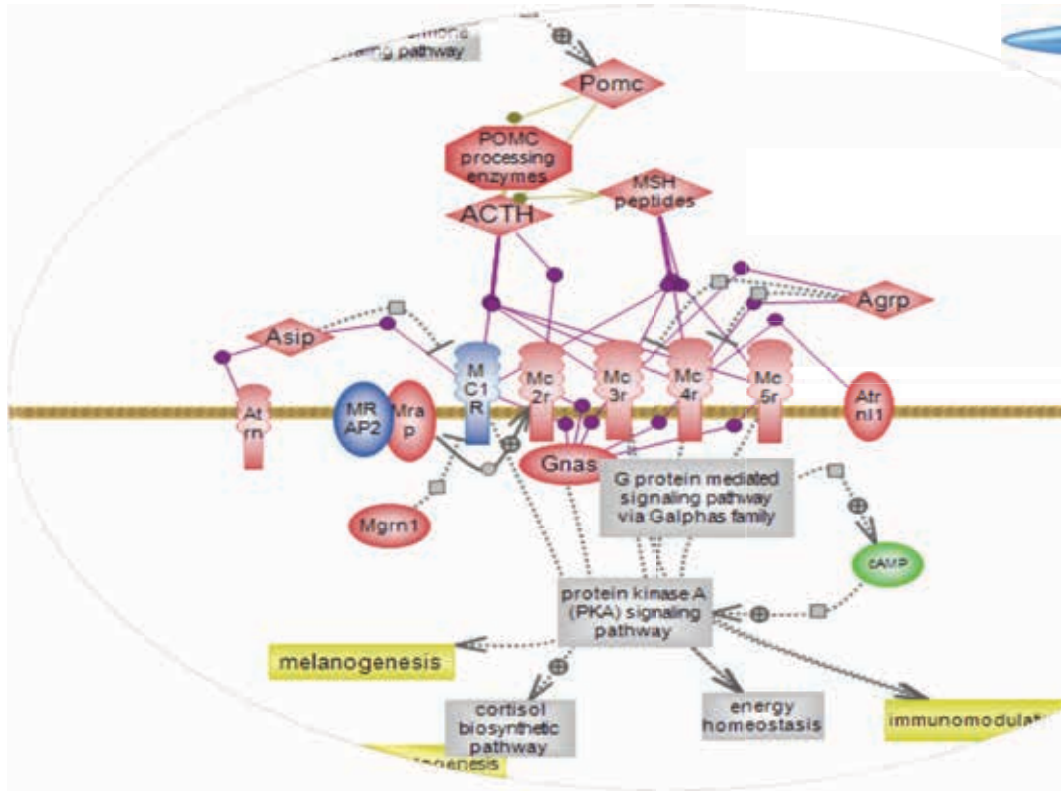 signaling pathway
Pomc
POMC
processing
enzymes
MSH
peptides
ACTH
Agrp
Asip
M
C1
R
Mc
2r
Mc
3r
Mc
4r
Mc
5r
At
rn
MR
AP2
Mra
p
Atr
nl1
Gnas
G protein mediated
signaling pathway
via Galphas family
Mgrn1
cAMP
protein kinase A
(PKA) signaling
pathway
melanogenesis
cortisol
biosynthetic
pathway
energy
homeostasis
immunomodulati
ogenesis